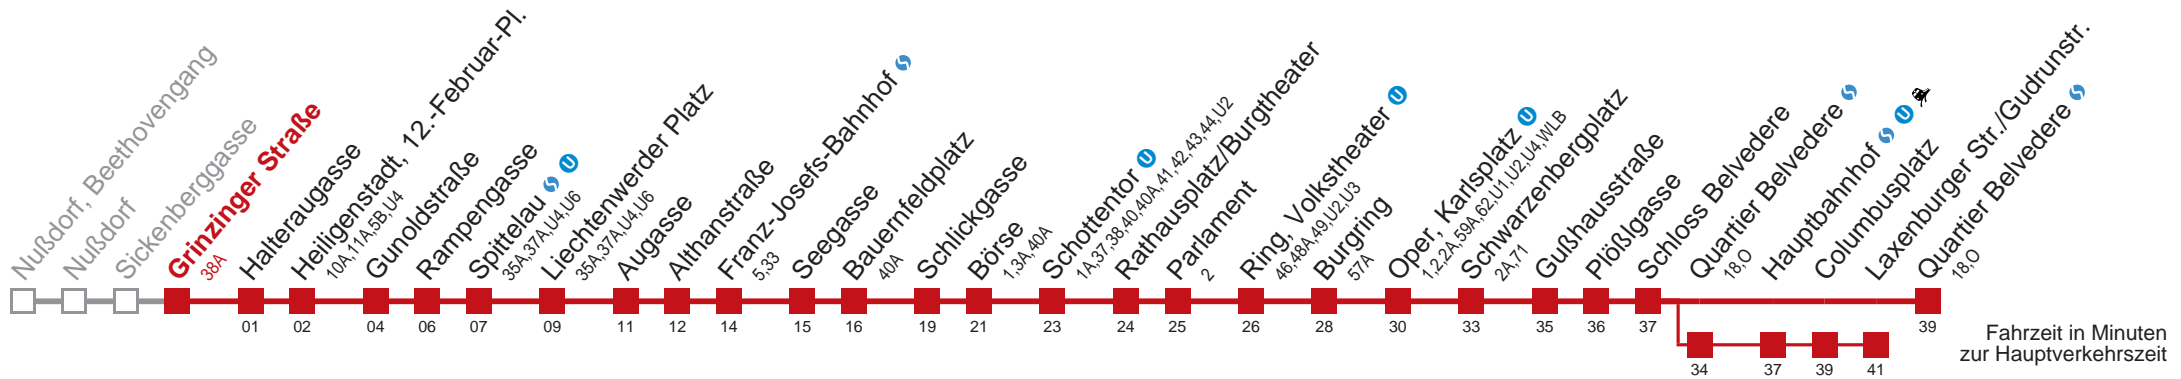 Nußdorf, Beethovengang
Nußdorf
Sickenberggasse
Grinzinger Straße
38A
Halteraugasse
01
Heiligenstadt, 12.-Februar-Pl.
10A,11A,5B,U4
02
Gunoldstraße
04
Rampengasse
06
Spittelau S U
35A,37A,U4,U6
07
Liechtenwerder Platz
35A,37A,U4,U6
09
Augasse
11
Althanstraße
12
Franz-Josefs-Bahnhof S
5,33
14
Seegasse
15
Bauernfeldplatz
40A
16
Schlickgasse
19
Börse
1,3A,40A
21
Schottentor U
1A,37,38,40,40A,41,42,43,44,U2
23
Rathausplatz/Burgtheater
24
Parlament
2
25
Ring, Volkstheater U
46,48A,49,U2,U3
26
Burgring
57A
28
Oper, Karlsplatz U
1,2,2A,59A,62,U1,U2,U4,WLB
30
Schwarzenbergplatz
2A,71
33
Gußhausstraße
35
Plößlgasse
36
Schloss Belvedere
37
Quartier Belvedere S
18,O
34
Hauptbahnhof S U
37
Columbusplatz
39
Laxenburger Str./Gudrunstr.
41
Quartier Belvedere S
18,O
39
Fahrzeit in Minuten
zur Hauptverkehrszeit